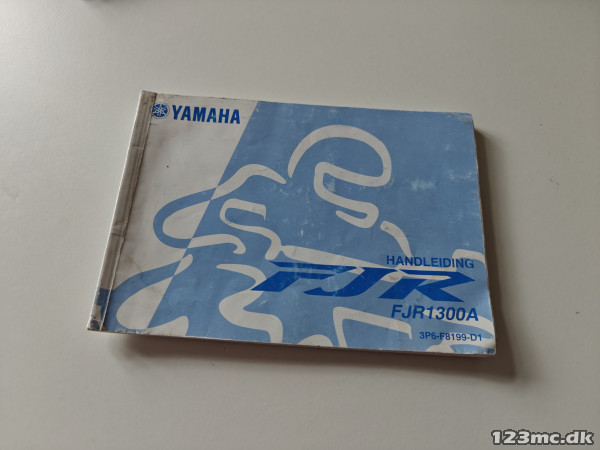 YAMAHA
HANDLEIDING
FJR
FJR1300A
3P6-F8199-D1
123mc.dk